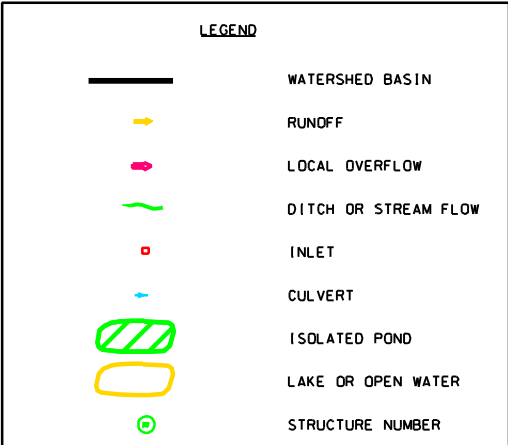 LEGEND
WATERSHED BASIN
RUNOFF
LOCAL OVERFLOW
DITCH OR STREAM FLOW
INLET
CULVERT
ISOLATED POND
LAKE OR OPEN WATER
STRUCTURE NUMBER